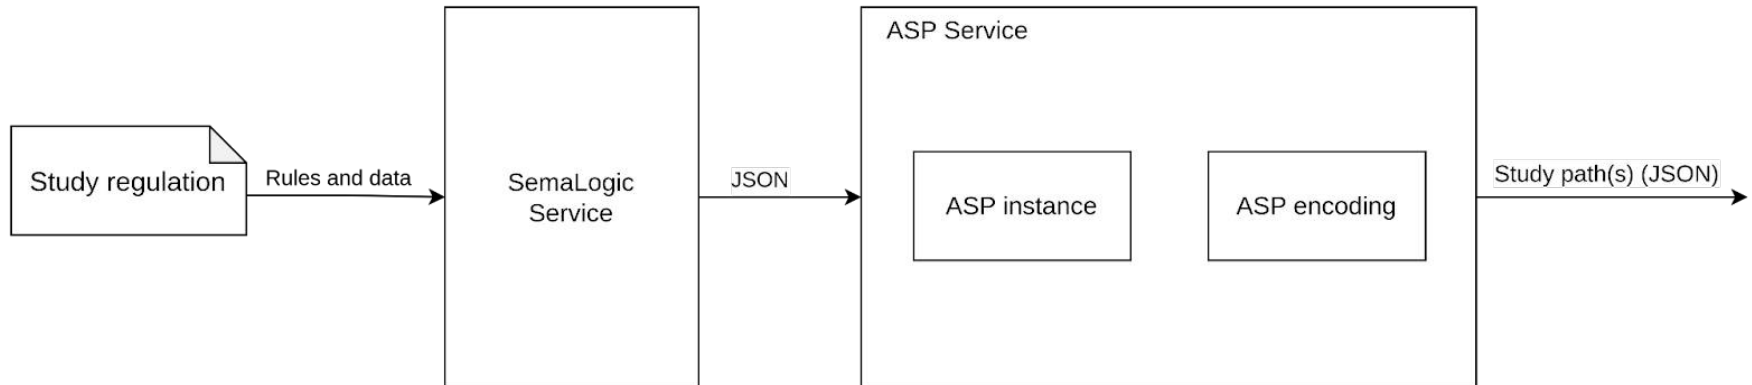 ASP Service
Study regulation
Rules and data
SemaLogic
Service
JSON
ASP instance
ASP encoding
Study path(s) (JSON)